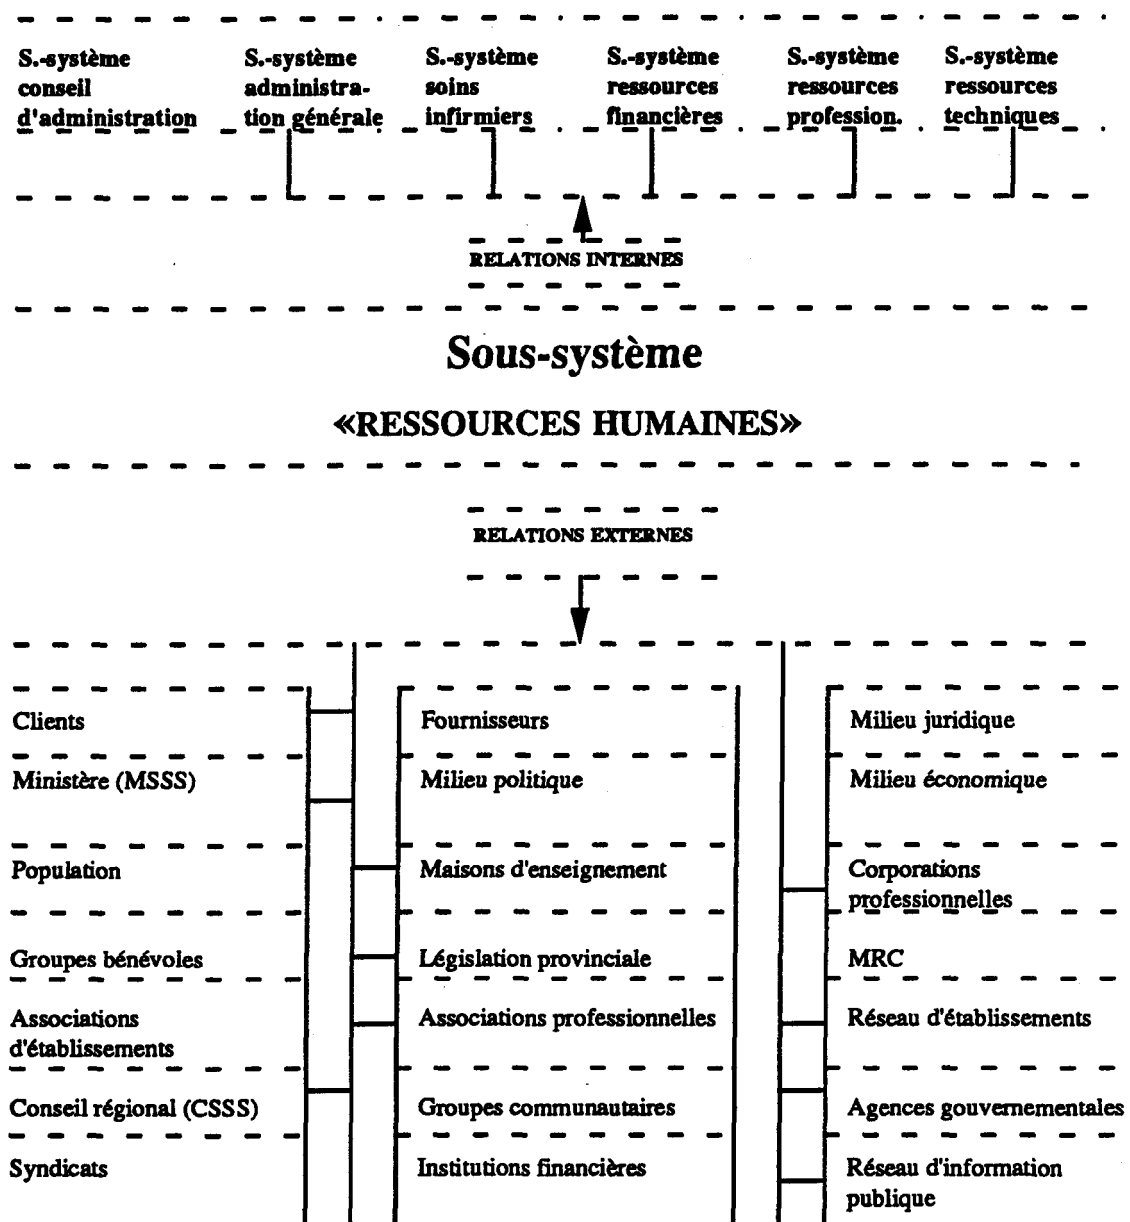 S.-système
conseil
d'administration
S.-système
administra-
tion générale
S.-système
soins
infirmiers
S.-système
ressources
financières
S.-système
ressources
profession.
S.-système
ressources
techniques
RELATIONS INTERNES
Sous-système
«RESSOURCES HUMAINES»
RELATIONS EXTERNES
Clients
Ministère (MSSS)
Population
Groupes bénévoles
Associations
d'établissements
Conseil régional (CSSS)
Syndicats
Fournisseurs
Milieu politique
Maisons d'enseignement
Législation provinciale
Associations professionnelles
Groupes communautaires
Institutions financières
Milieu juridique
Milieu économique
Corporations
professionnelles
MRC
Réseau d'établissements
Agences gouvernementales
Réseau d'information
publique